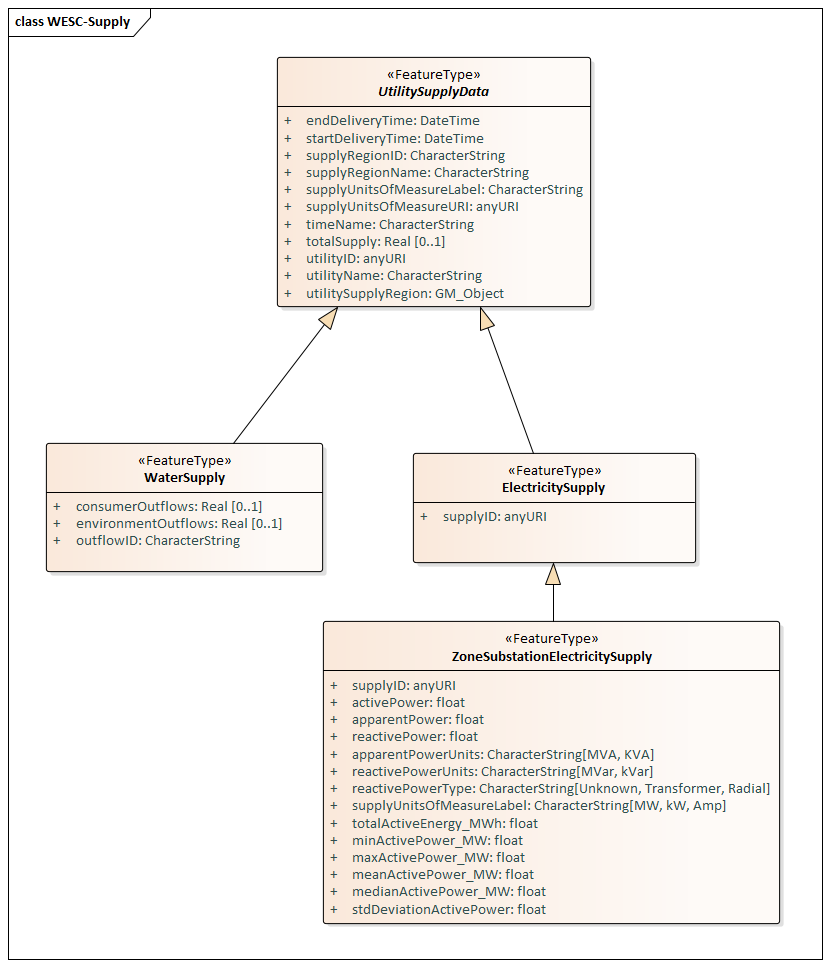 class WESC-Supply
«FeatureType»
UtilitySupplyData
+ endDeliveryTime: DateTime
+ startDeliveryTime: DateTime
+ supplyRegionID: CharacterString
+ supplyRegionName: CharacterString
+ supplyUnitsOfMeasureLabel: CharacterString
+ supplyUnitsOfMeasureURI: anyURI
+ timeName: CharacterString
+ totalSupply: Real [0..1]
+ utilityID: anyURI
+ utilityName: CharacterString
+ utilitySupplyRegion: GM_Object
«FeatureType»
WaterSupply
+ consumerOutflows: Real [0..1]
+ environmentOutflows: Real [0..1]
+ outflowID: CharacterString
«FeatureType»
ElectricitySupply
+ supplyID: anyURI
«FeatureType»
ZoneSubstationElectricitySupply
+ supplyID: anyURI
+ activePower: float
+ apparentPower: float
+ reactivePower: float
+ apparentPowerUnits: CharacterString[MVA, KVA]
+ reactivePowerUnits: CharacterString[MVar, kVar]
+ reactivePowerType: CharacterString[Unknown, Transformer, Radial]
+ supplyUnitsOfMeasureLabel: CharacterString[MW, kW, Amp]
+ totalActiveEnergy_MWh: float
+ minActivePower_MW: float
+ maxActivePower_MW: float
+ meanActivePower_MW: float
+ medianActivePower_MW: float
+ stdDeviationActivePower: float